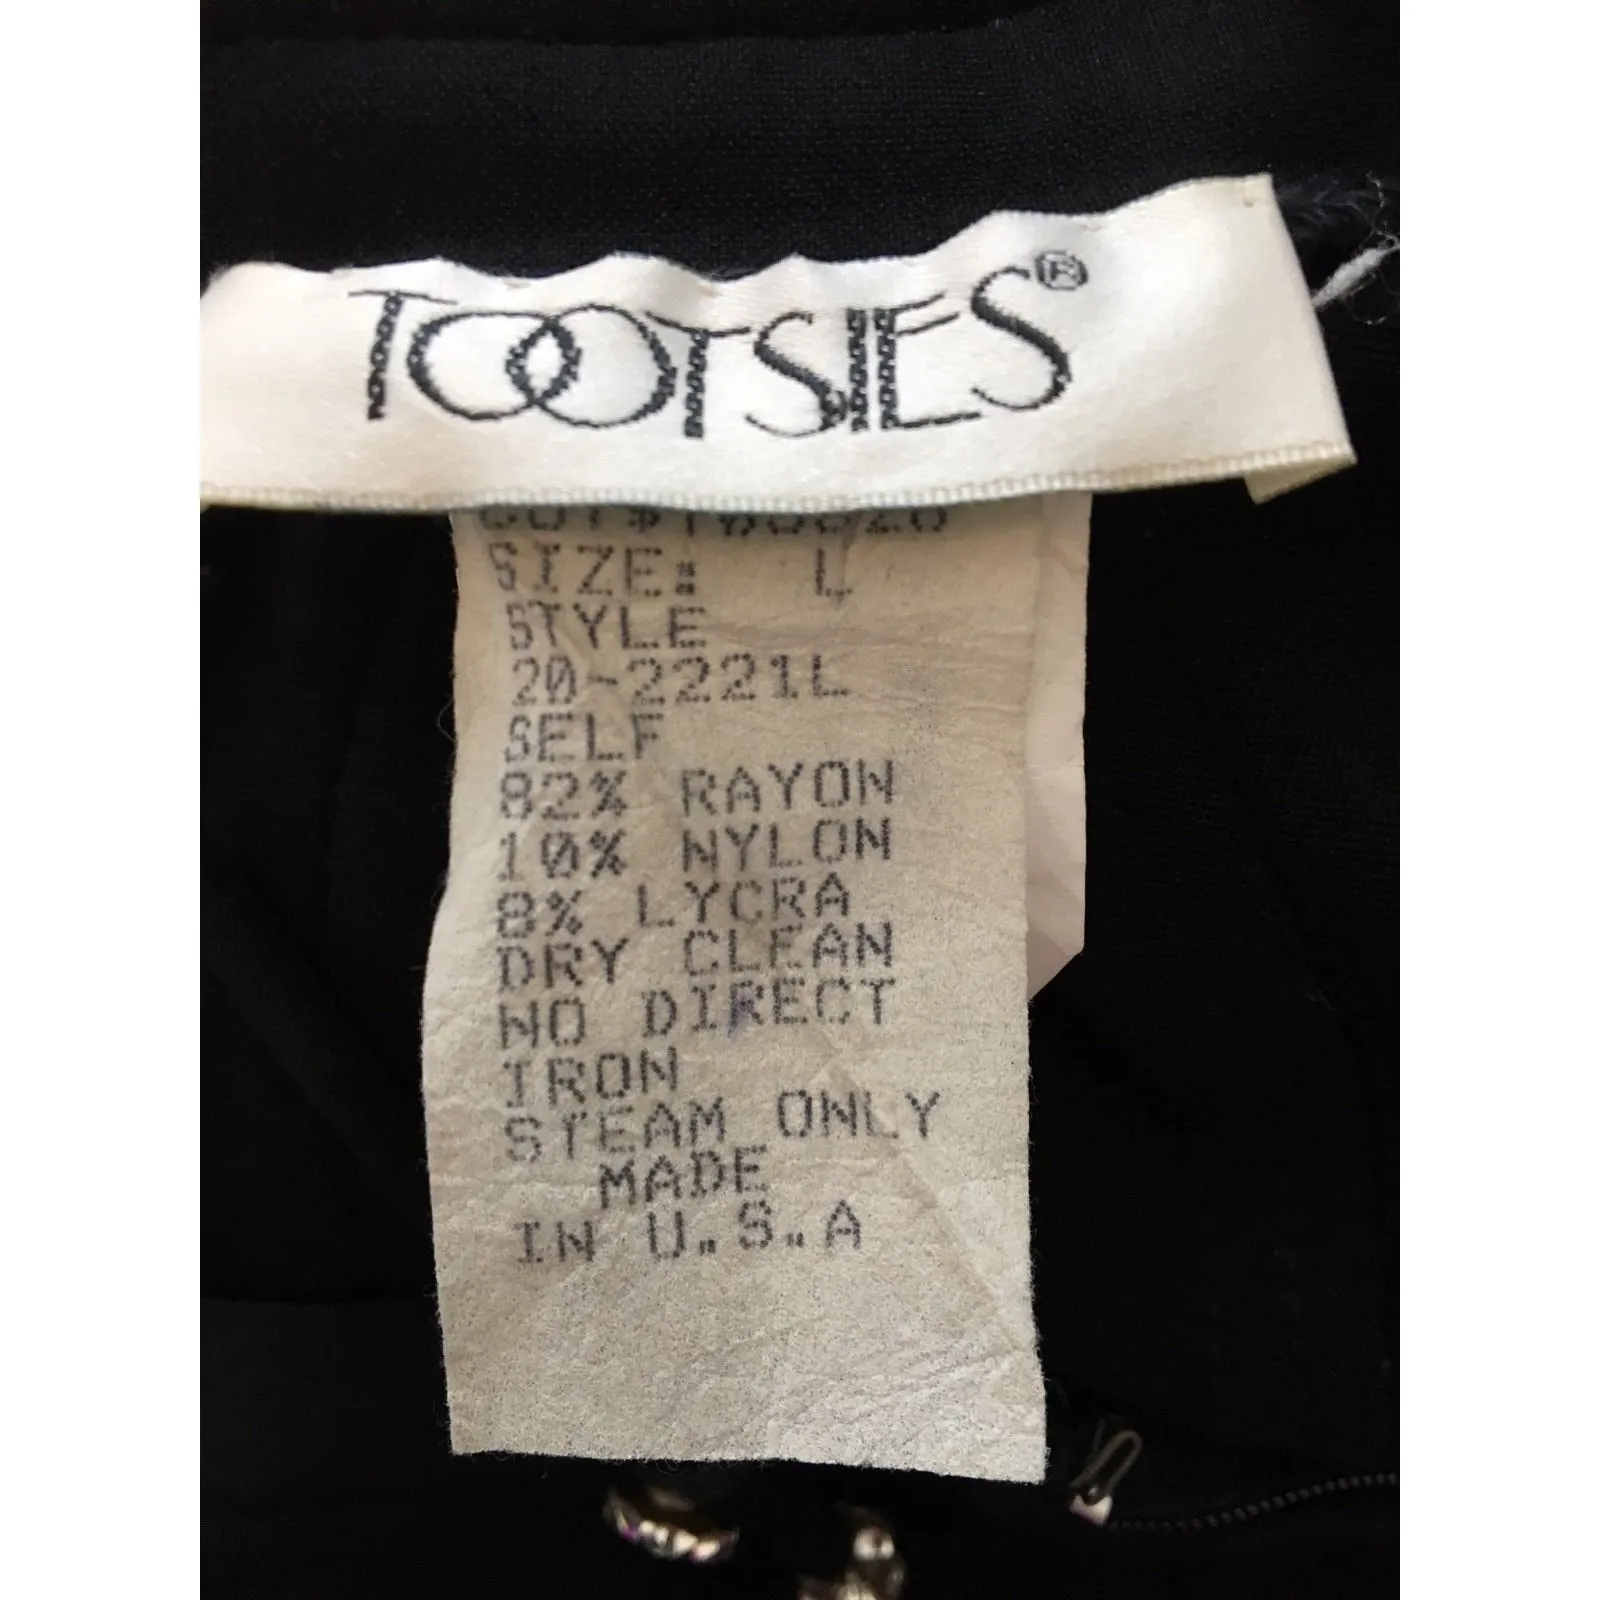 TOOTSIES®
SIZE: L
STYLE
20-2221L
SELF
82% RAYON
10% NYLON
8% LYCRA
DRY CLEAN
NO DIRECT
IRON
STEAM ONLY
MADE
IN U.S.A